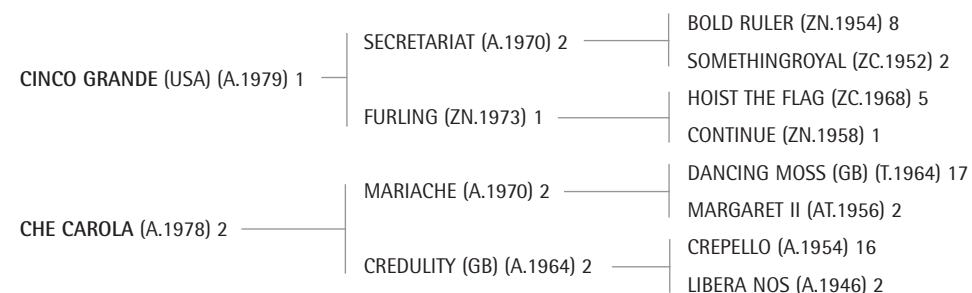 CINCO GRANDE (USA) (A.1979) 1
SECRETARIAT (A.1970) 2
BOLD RULER (ZN.1954) 8
SOMETHINGROYAL (ZC.1952) 2
FURLING (ZN.1973) 1
HOIST THE FLAG (ZC.1968) 5
CONTINUE (ZN.1958) 1
CHE CAROLA (A.1978) 2
MARIACHE (A.1970) 2
DANCING MOSS (GB) (T.1964) 17
MARGARET II (AT.1956) 2
CREDULITY (GB) (A.1964) 2
CREPELLO (A.1954) 16
LIBERA NOS (A.1946) 2